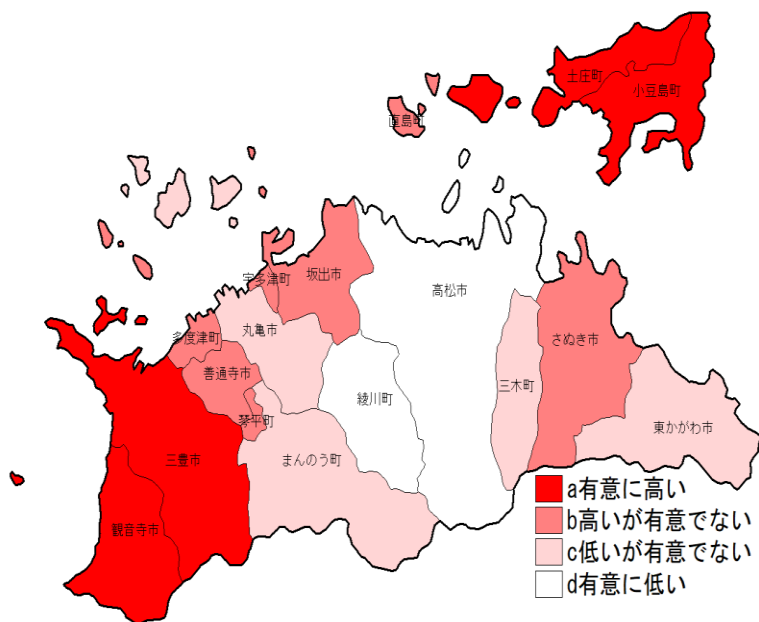 土庄町
小豆島町
直島町
宇多津町
坂出市
高松市
多度津町
丸亀市
さぬき市
善通寺市
三木町
綾川町
琴平町
東かがわ市
三豊市
まんのう町
観音寺市
a有意に高い
b高いが有意でない
c低いが有意でない
d有意に低い